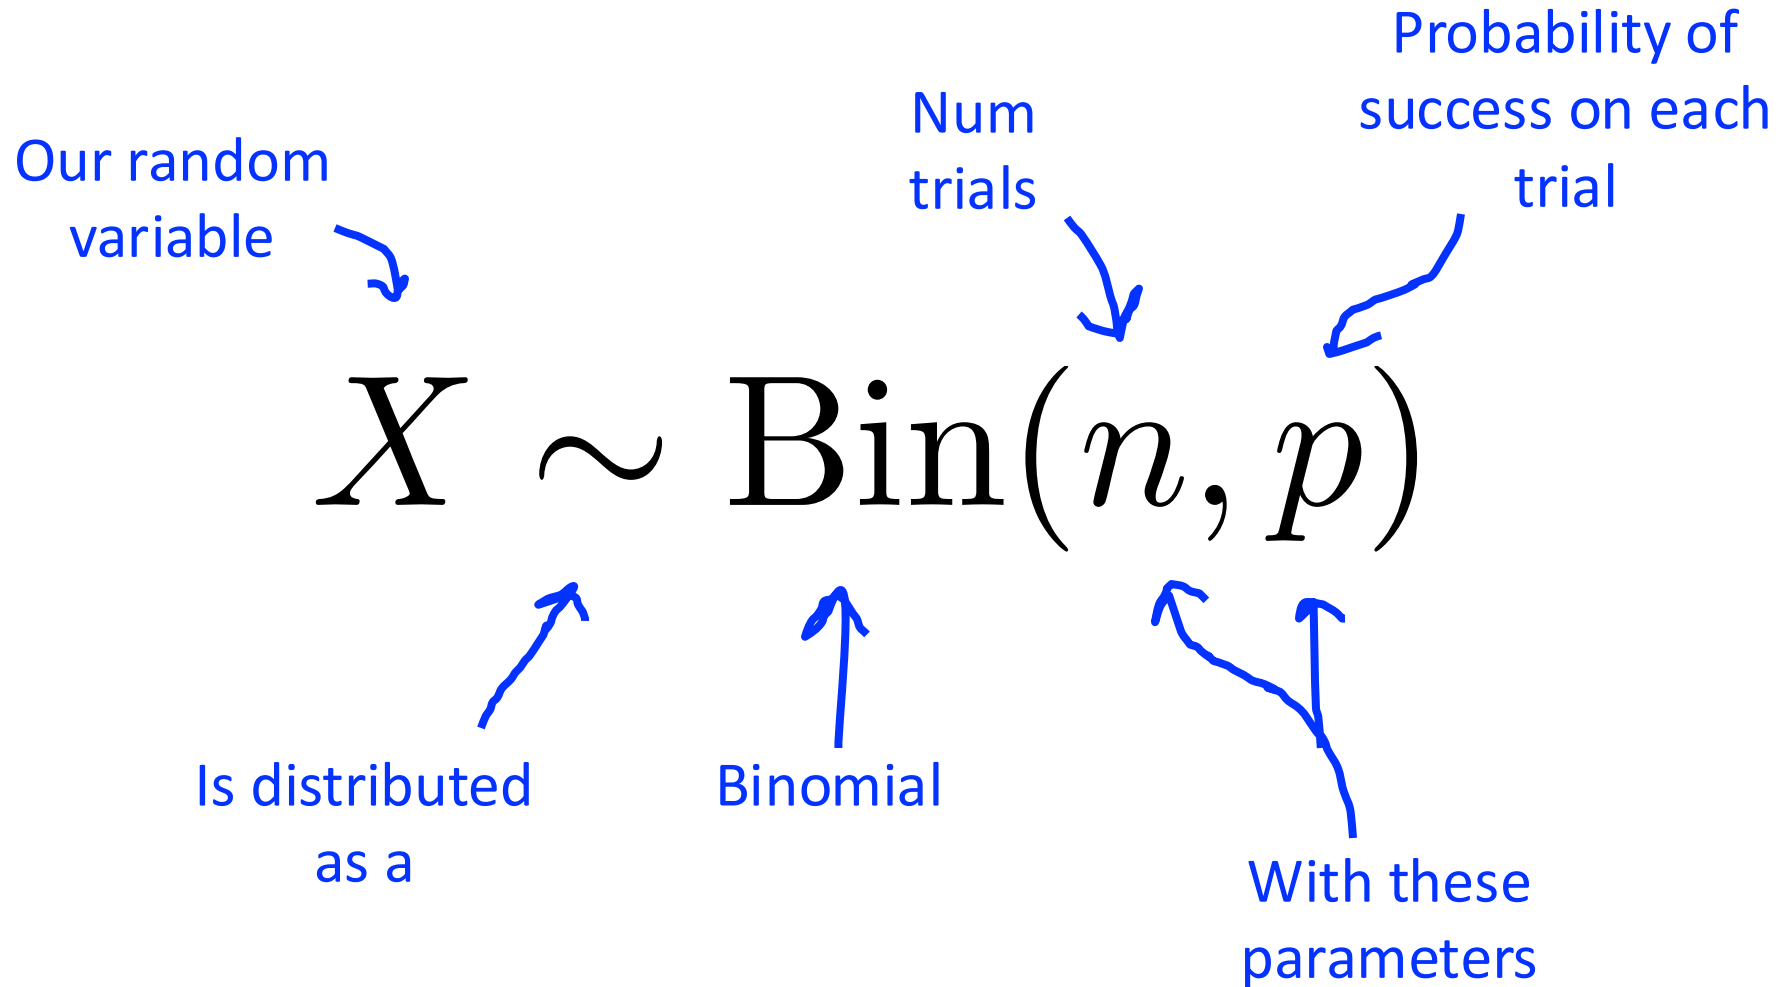 Our random
variable
Num
trials
Probability of
success on each
trial
X ~ Bin(n, p)
Is distributed
as a
Binomial
With these
parameters